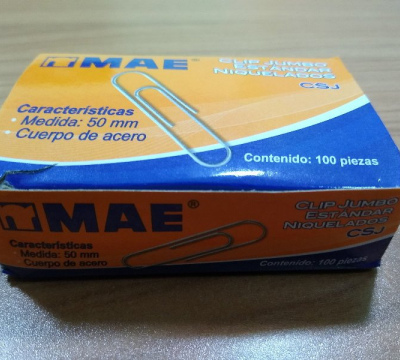 MAE®
CLIP JUMBO
ESTÁNDAR
NIQUELADOS
CSJ
Características
• Medida: 50 mm
• Cuerpo de acero
Contenido: 100 piezas
MAE®
CLIP JUMBO
ESTÁNDAR
NIQUELADOS
CSJ
Características
• Medida: 50 mm
• Cuerpo de acero
Contenido: 100 piezas